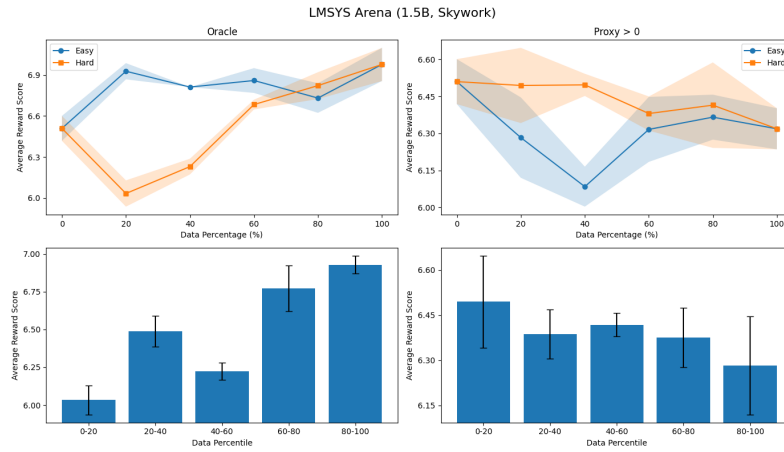 LMSYS Arena (1.5B, Skywork)
Oracle
Easy
Hard
Average Reward Score
6.9
6.6
6.3
6.0
0 20 40 60 80 100
Data Percentage (%)
Proxy > 0
Easy
Hard
Average Reward Score
6.60
6.45
6.30
6.15
6.00
0 20 40 60 80 100
Data Percentage (%)
Average Reward Score
7.00
6.75
6.50
6.25
6.00
0-20 20-40 40-60 60-80 80-100
Data Percentile
Average Reward Score
6.60
6.45
6.30
6.15
0-20 20-40 40-60 60-80 80-100
Data Percentile